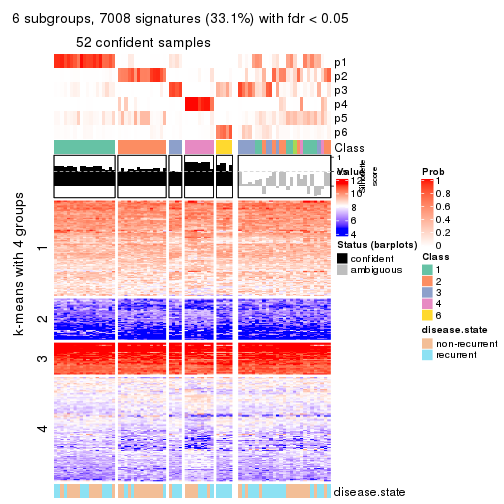 6 subgroups, 7008 signatures (33.1%) with fdr < 0.05
52 confident samples
p1
p2
p3
p4
p5
p6
Class
1
Silhouette
score
k-means with 4 groups
1
2
3
4
disease.state
Value
12
10
8
6
4
Status (barplots)
confident
ambiguous
Prob
1
0.8
0.6
0.4
0.2
0
Class
1
2
3
4
6
disease.state
non-recurrent
recurrent